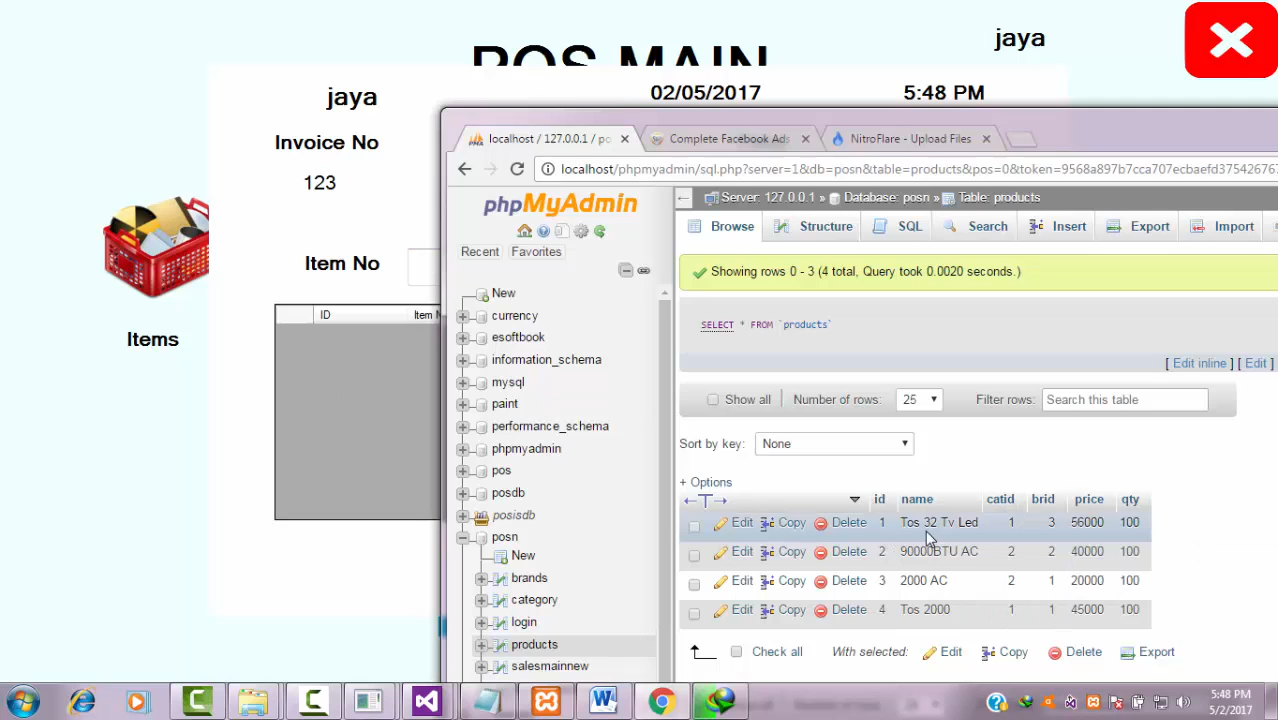 POS MAIN
jaya
jaya
02/05/2017
5:48 PM
Invoice No
123
Item No
ID
Items
localhost / 127.0.0.1 / po
Complete Facebook Ads
NitroFlare - Upload Files
localhost/phpmyadmin/sql.php?server=1&db=posn&table=products&pos=0&token=9568a897b7cca707ecbaefd37542676
phpMyAdmin
Recent
Favorites
New
currency
esoftbook
information_schema
mysql
paint
performance_schema
phpmyadmin
pos
posdb
posisdb
posn
New
brands
category
login
products
salesmainnew
Server: 127.0.0.1 » Database: posn » Table: products
Browse Structure SQL Search Insert Export Import
Showing rows 0 - 3 (4 total, Query took 0.0020 seconds.)
SELECT * FROM `products`
[ Edit inline ] [ Edit ]
Show all Number of rows: 25 Filter rows: Search this table
Sort by key: None
+ Options
id name catid brid price qty
Edit Copy Delete 1 Tos 32 Tv Led 1 3 56000 100
Edit Copy Delete 2 90000BTU AC 2 2 40000 100
Edit Copy Delete 3 2000 AC 2 1 20000 100
Edit Copy Delete 4 Tos 2000 1 1 45000 100
Check all With selected: Edit Copy Delete Export
5:48 PM
5/2/2017